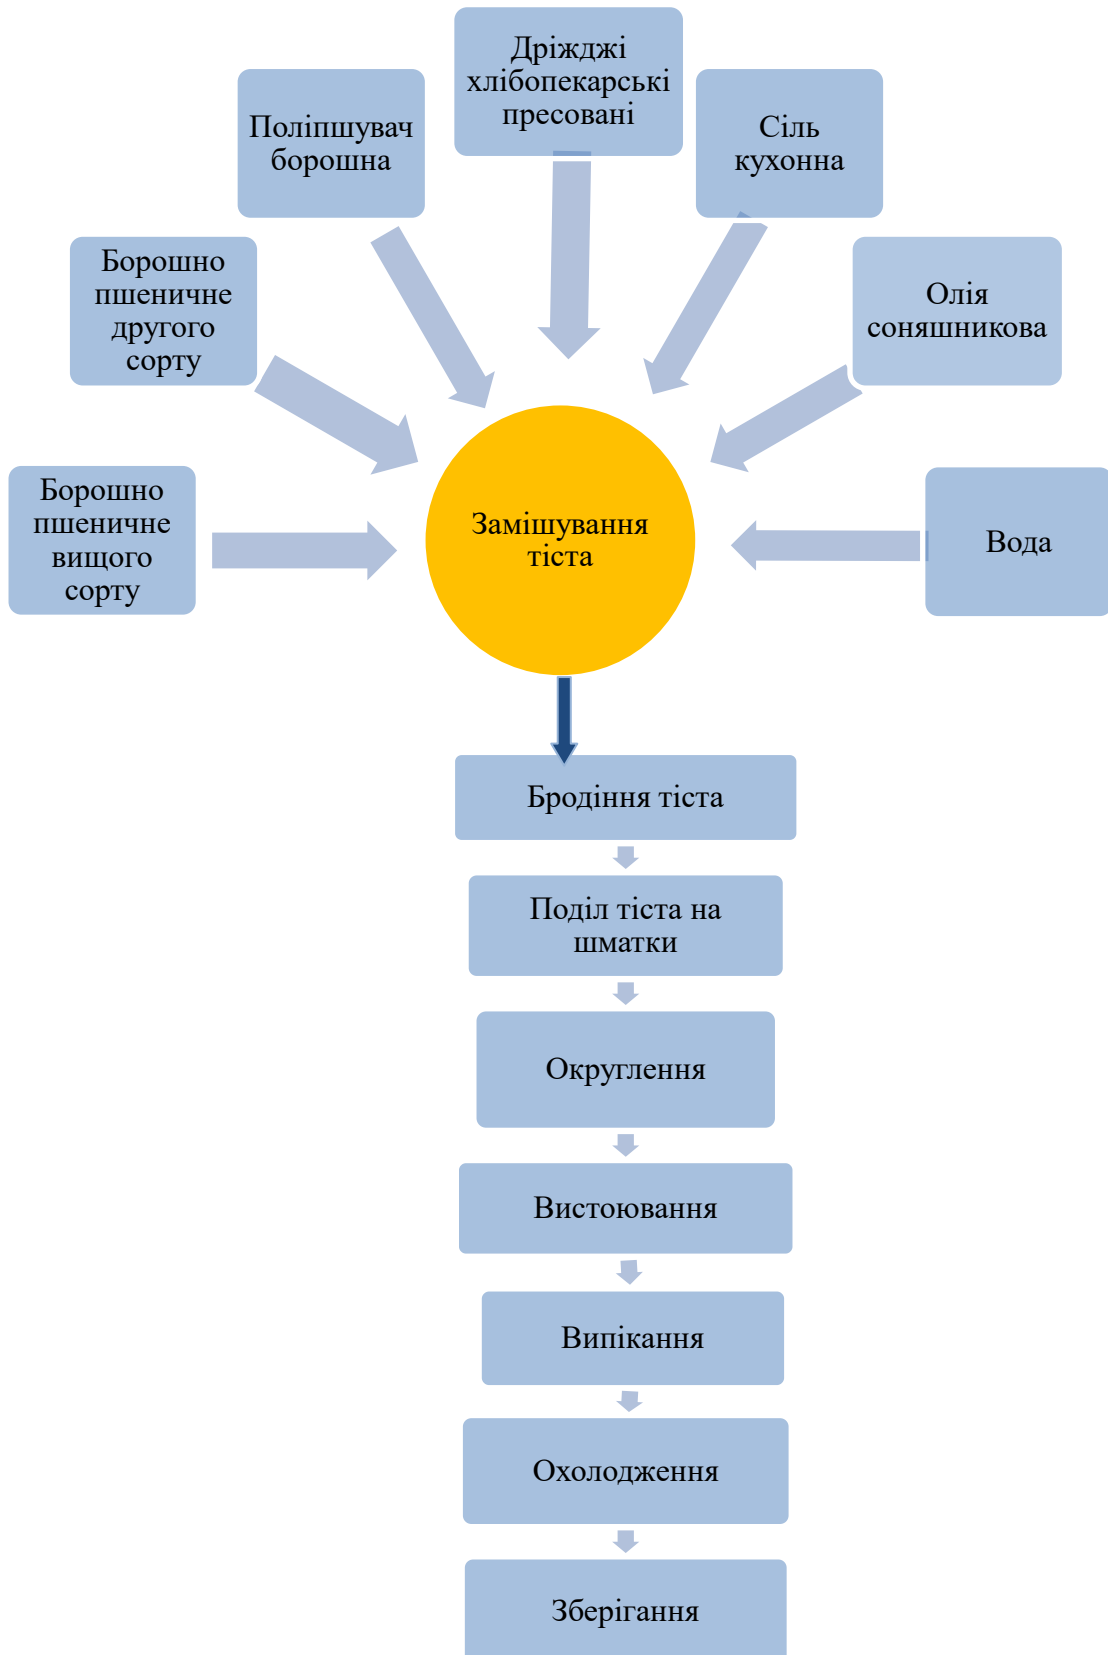 Дріжджі
хлібопекарські
пресовані
Поліпшувач
борошна
Сіль
кухонна
Борошно
пшеничне
другого
сорту
Олія
соняшникова
Борошно
пшеничне
вищого
сорту
Замішування
тіста
Вода
Бродіння тіста
Поділ тіста на
шматки
Округлення
Вистоювання
Випікання
Охолодження
Зберігання